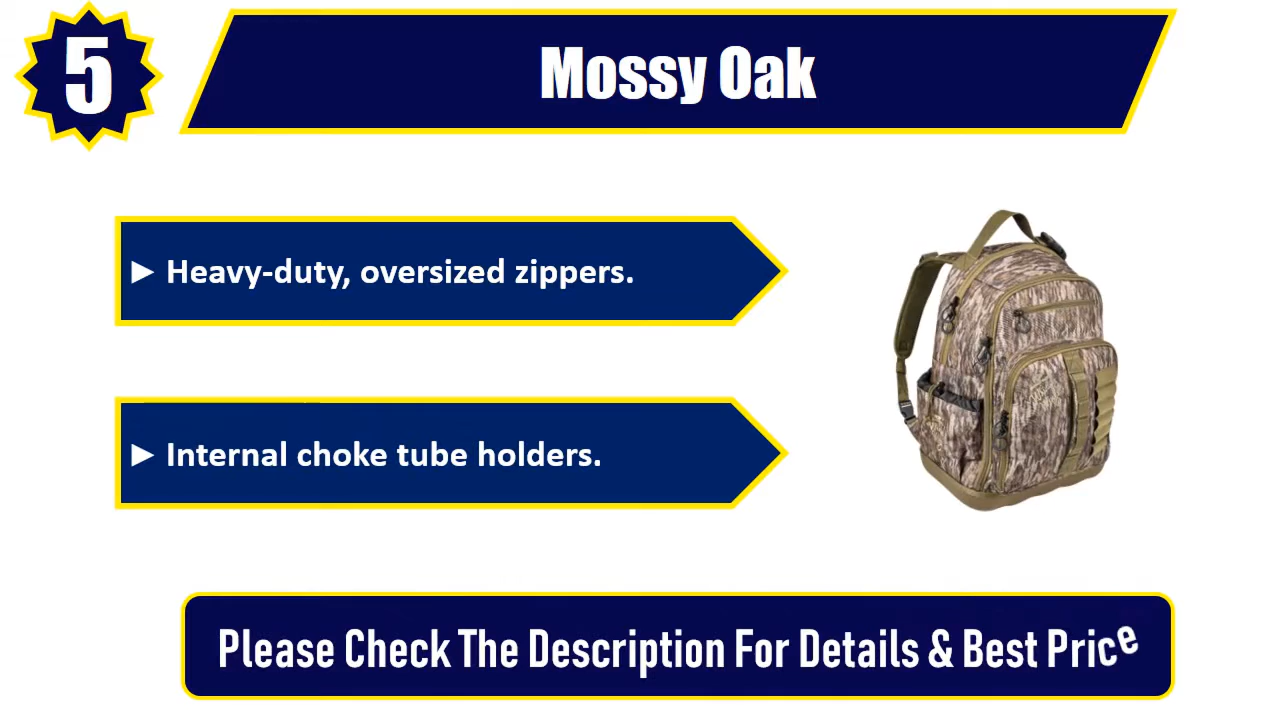 5
Mossy Oak
► Heavy-duty, oversized zippers.
► Internal choke tube holders.
Please Check The Description For Details & Best Price